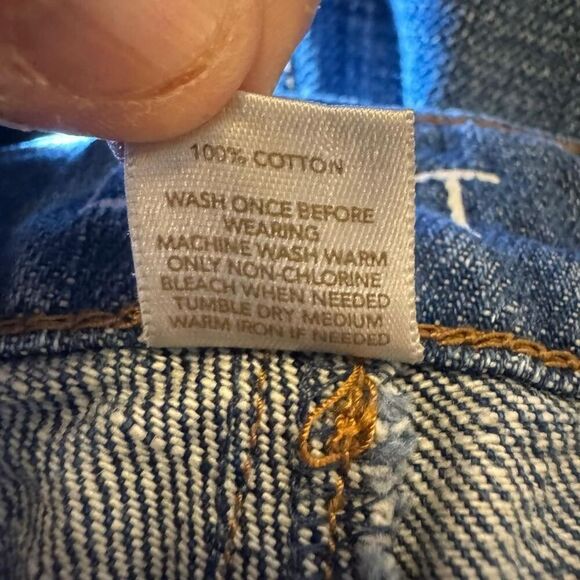 100% COTTON
WASH ONCE BEFORE
WEARING
MACHINE WASH WARM
ONLY NON-CHLORINE
BLEACH WHEN NEEDED
TUMBLE DRY MEDIUM
WARM IRON IF NEEDED
T